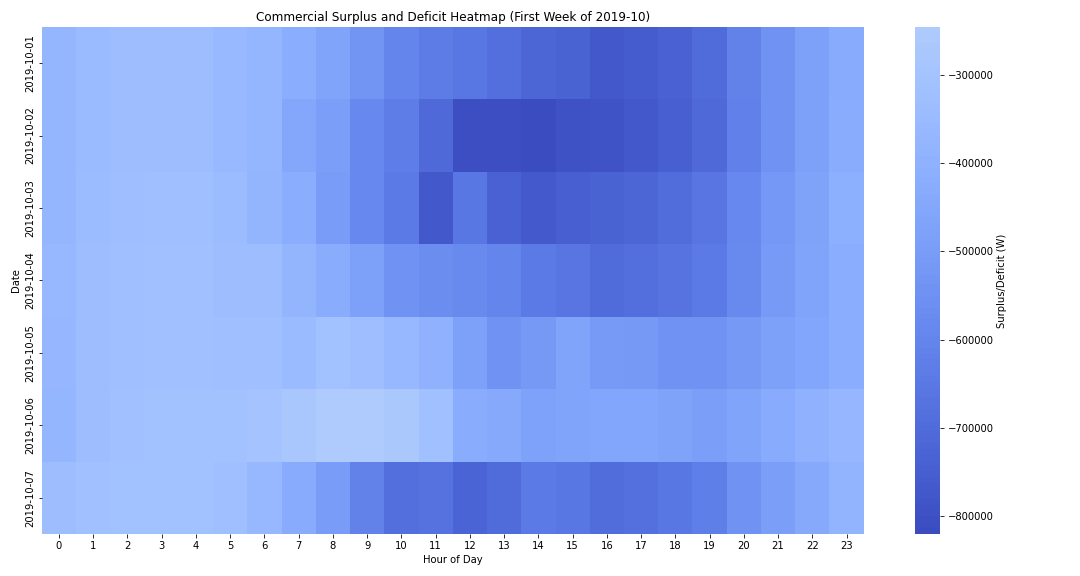 Commercial Surplus and Deficit Heatmap (First Week of 2019-10)
Date
2019-10-01
2019-10-02
2019-10-03
2019-10-04
2019-10-05
2019-10-06
2019-10-07
0 1 2 3 4 5 6 7 8 9 10 11 12 13 14 15 16 17 18 19 20 21 22 23
Hour of Day
−300000
−400000
−500000
−600000
−700000
−800000
Surplus/Deficit (W)